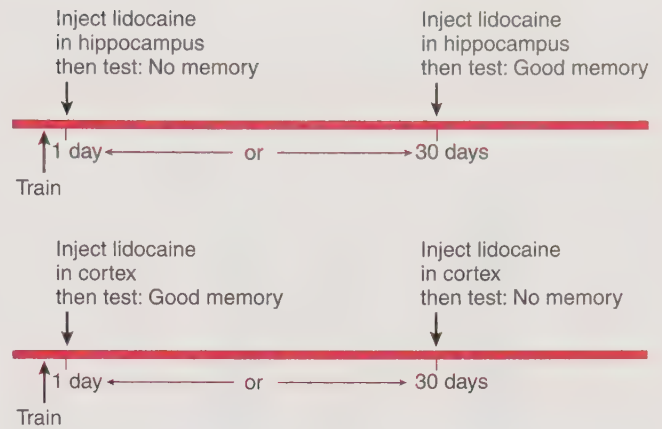 Inject lidocaine
in hippocampus
then test: No memory
Inject lidocaine
in hippocampus
then test: Good memory
1 day
or
30 days
Train
Inject lidocaine
in cortex
then test: Good memory
Inject lidocaine
in cortex
then test: No memory
1 day
or
30 days
Train